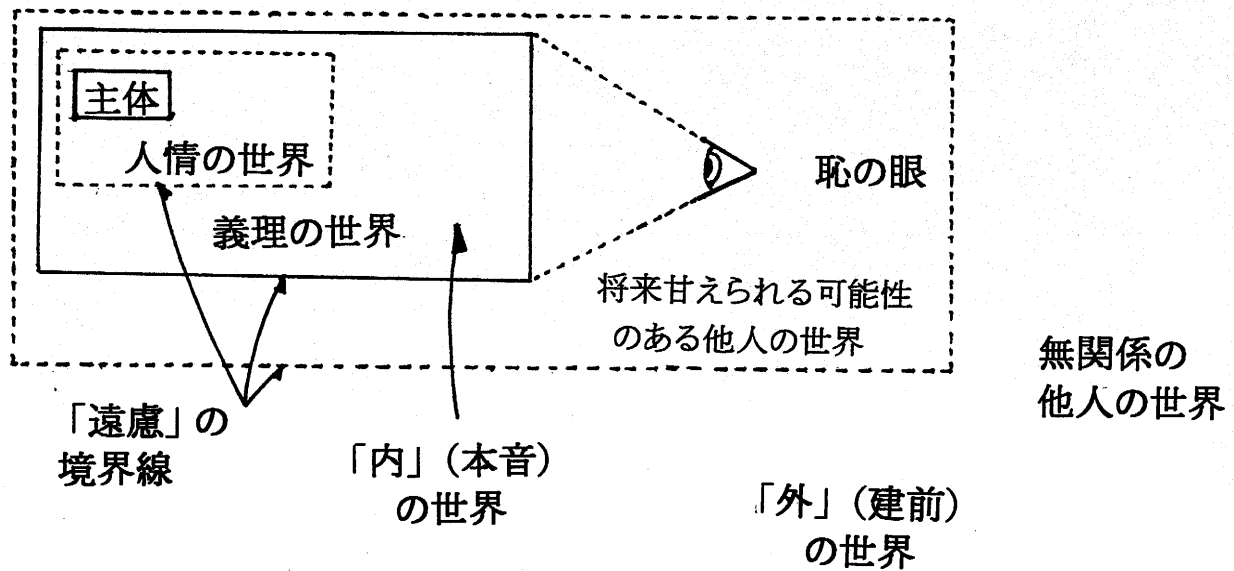 主体
人情の世界
義理の世界
恥の眼
将来甘えられる可能性
のある他人の世界
無関係の
他人の世界
「遠慮」の
境界線
「内」(本音)
の世界
「外」(建前)
の世界